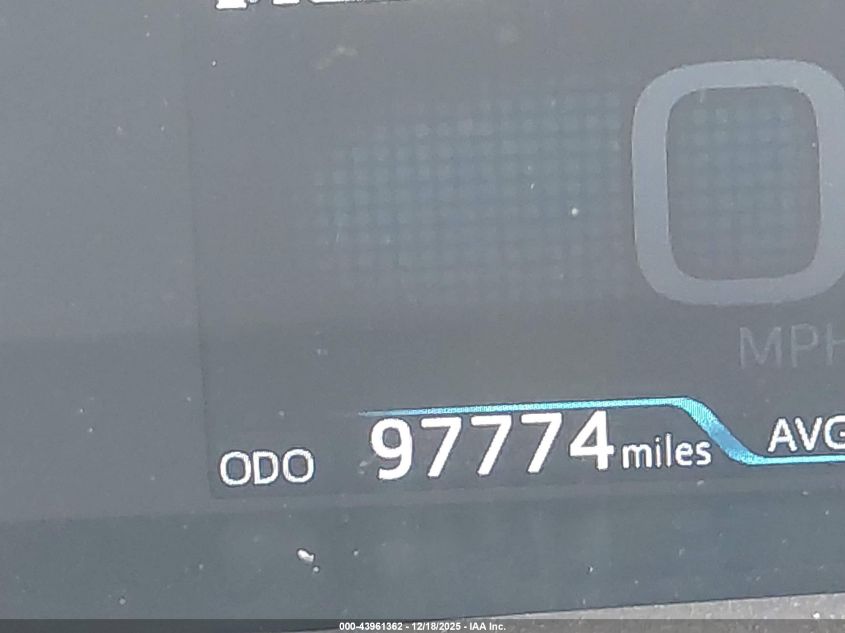 0
MPH
ODO 97774 miles AVG
000-43961362 - 12/18/2025 - IAA Inc.